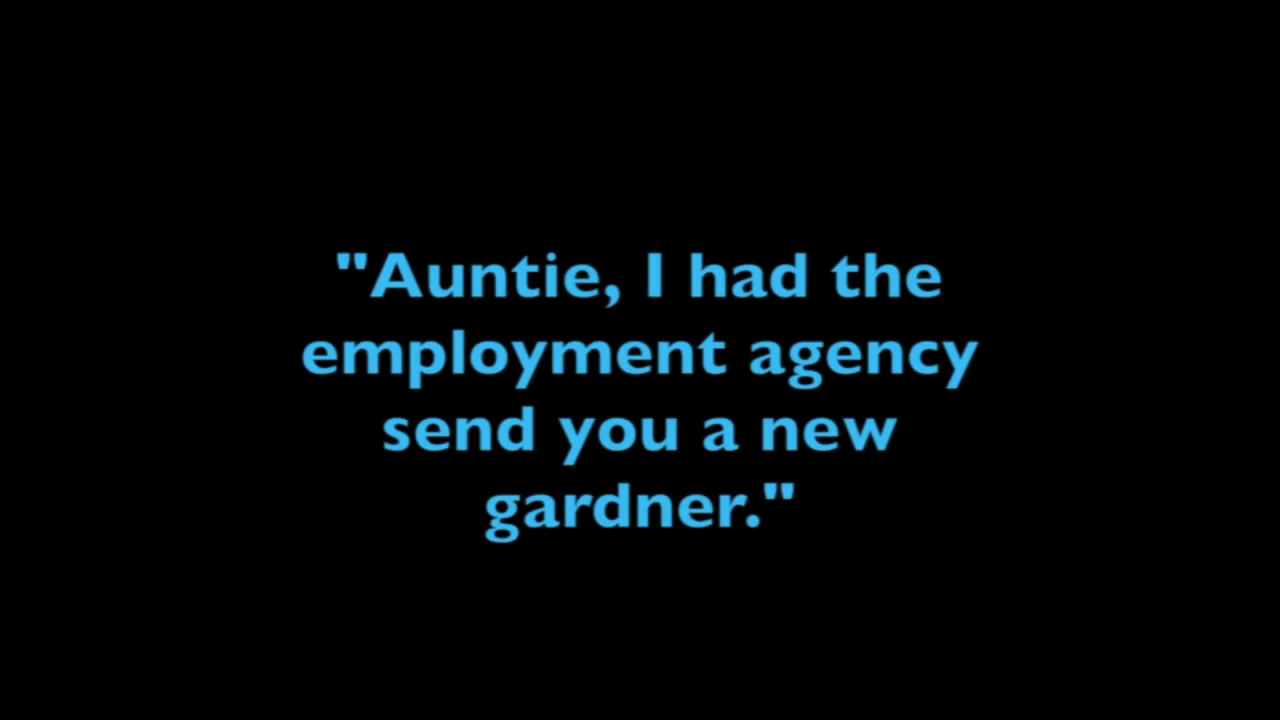 "Auntie, I had the
employment agency
send you a new
gardner."